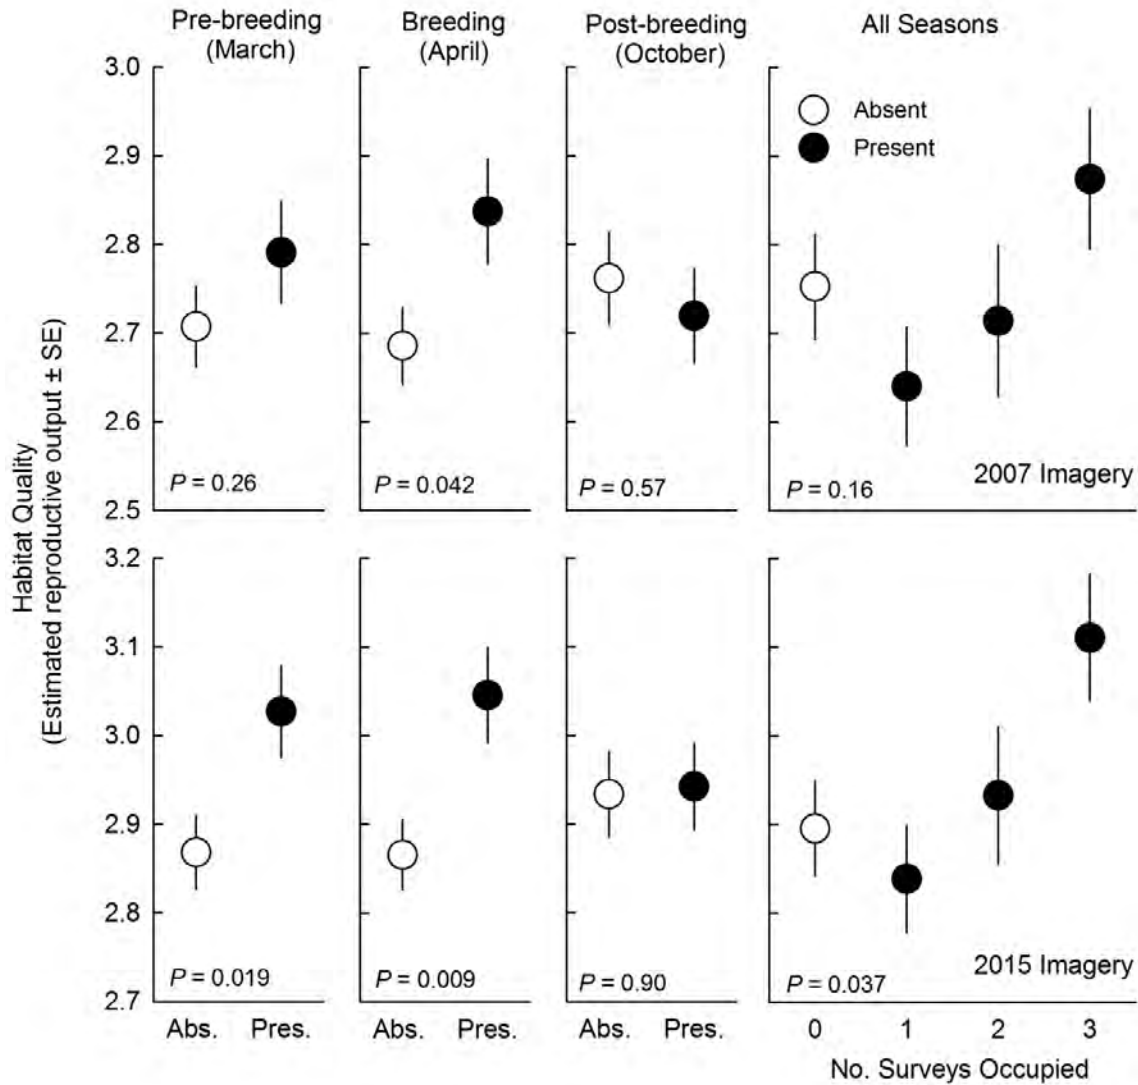 Pre-breeding
(March)
Breeding
(April)
Post-breeding
(October)
All Seasons
Habitat Quality
(Estimated reproductive output ± SE)
3.0
2.9
2.8
2.7
2.6
2.5
Absent
Present
P = 0.26
P = 0.042
P = 0.57
P = 0.16
2007 Imagery
3.2
3.1
3.0
2.9
2.8
2.7
P = 0.019
P = 0.009
P = 0.90
P = 0.037
2015 Imagery
Abs. Pres.
Abs. Pres.
Abs. Pres.
0 1 2 3
No. Surveys Occupied